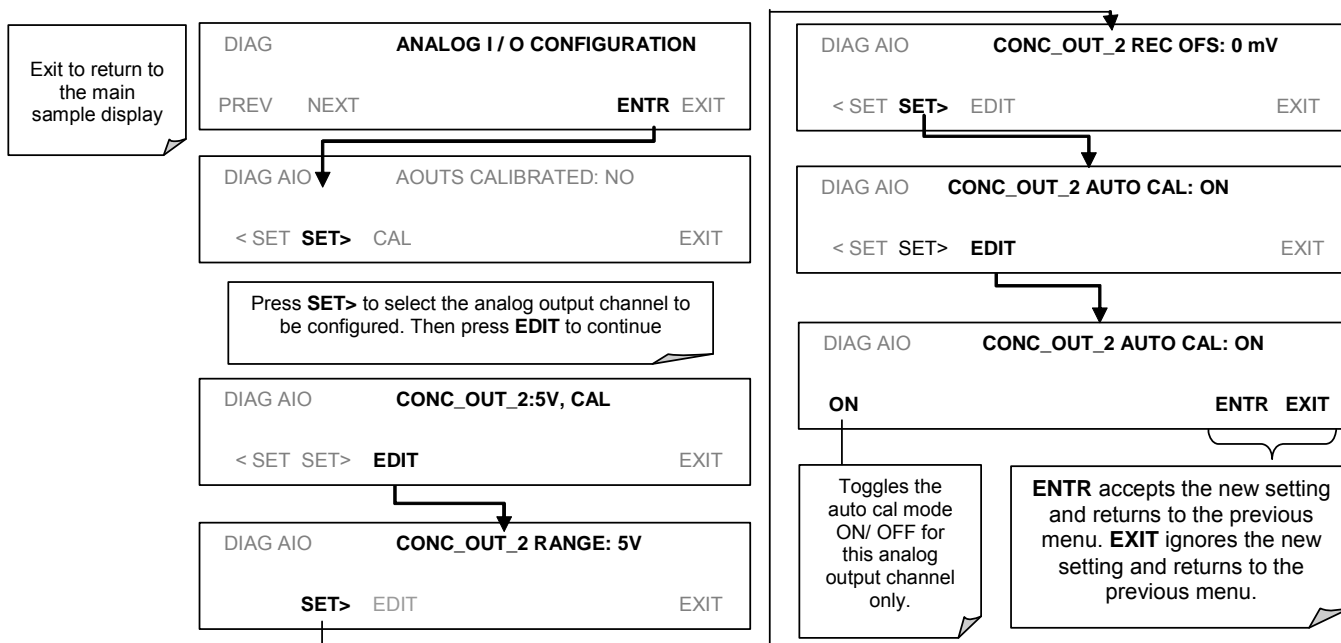 Exit to return to
the main
sample display
DIAG ANALOG I / O CONFIGURATION
PREV NEXT ENTR EXIT
DIAG AIO AOUTS CALIBRATED: NO
< SET SET> CAL EXIT
Press SET> to select the analog output channel to
be configured. Then press EDIT to continue
DIAG AIO CONC_OUT_2:5V, CAL
< SET SET> EDIT EXIT
DIAG AIO CONC_OUT_2 RANGE: 5V
SET> EDIT EXIT
DIAG AIO CONC_OUT_2 REC OFS: 0 mV
< SET SET> EDIT EXIT
DIAG AIO CONC_OUT_2 AUTO CAL: ON
< SET SET> EDIT EXIT
DIAG AIO CONC_OUT_2 AUTO CAL: ON
ON ENTR EXIT
Toggles the
auto cal mode
ON/ OFF for
this analog
output channel
only.
ENTR accepts the new setting
and returns to the previous
menu. EXIT ignores the new
setting and returns to the
previous menu.